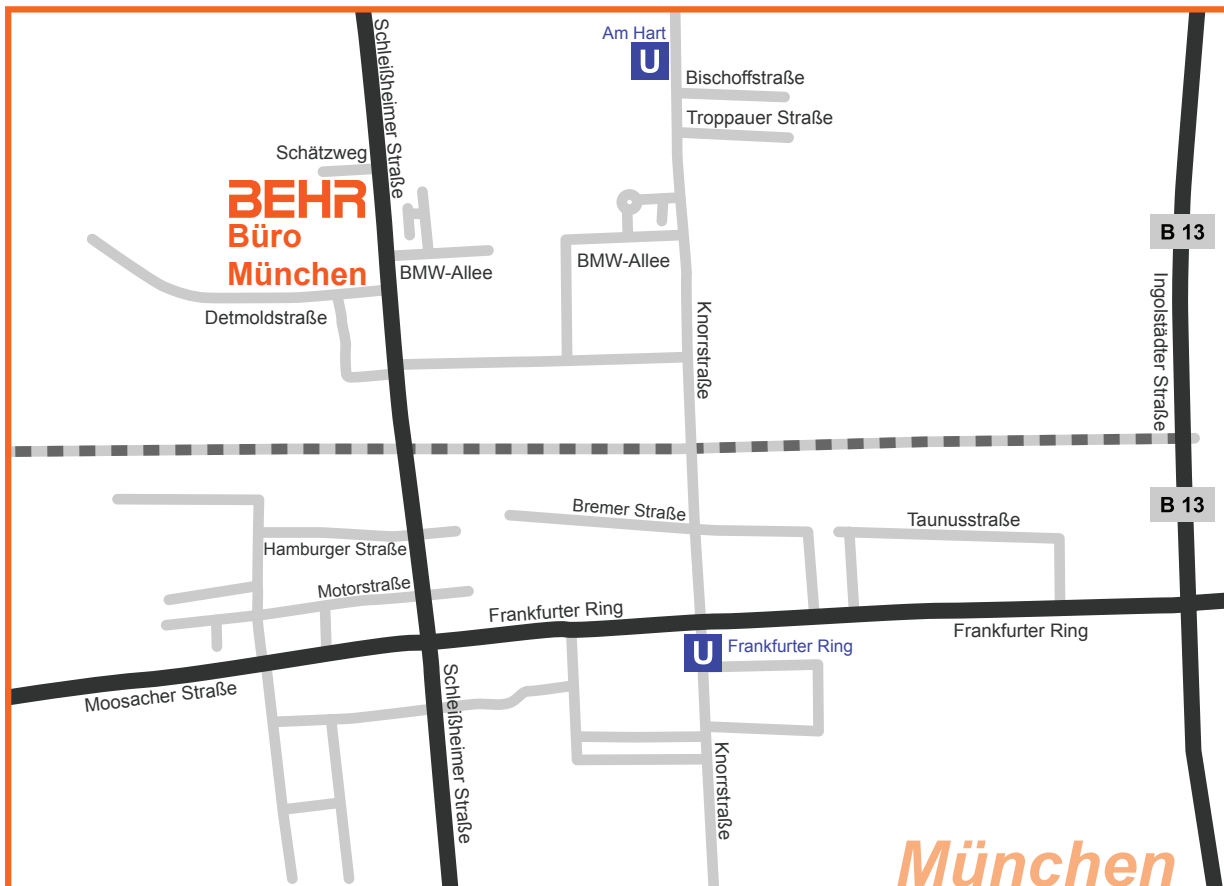 Am Hart
U
Schleißheimer Straße
Bischoffstraße
Troppauer Straße
Schätzweg
BEHR
Büro
München
BMW-Allee
BMW-Allee
B 13
Detmoldstraße
Knorrstraße
Ingolstädter Straße
B 13
Bremer Straße
Taunusstraße
Hamburger Straße
Motorstraße
Frankfurter Ring
Frankfurter Ring
U
Frankfurter Ring
Moosacher Straße
Schleißheimer Straße
Knorrstraße
München